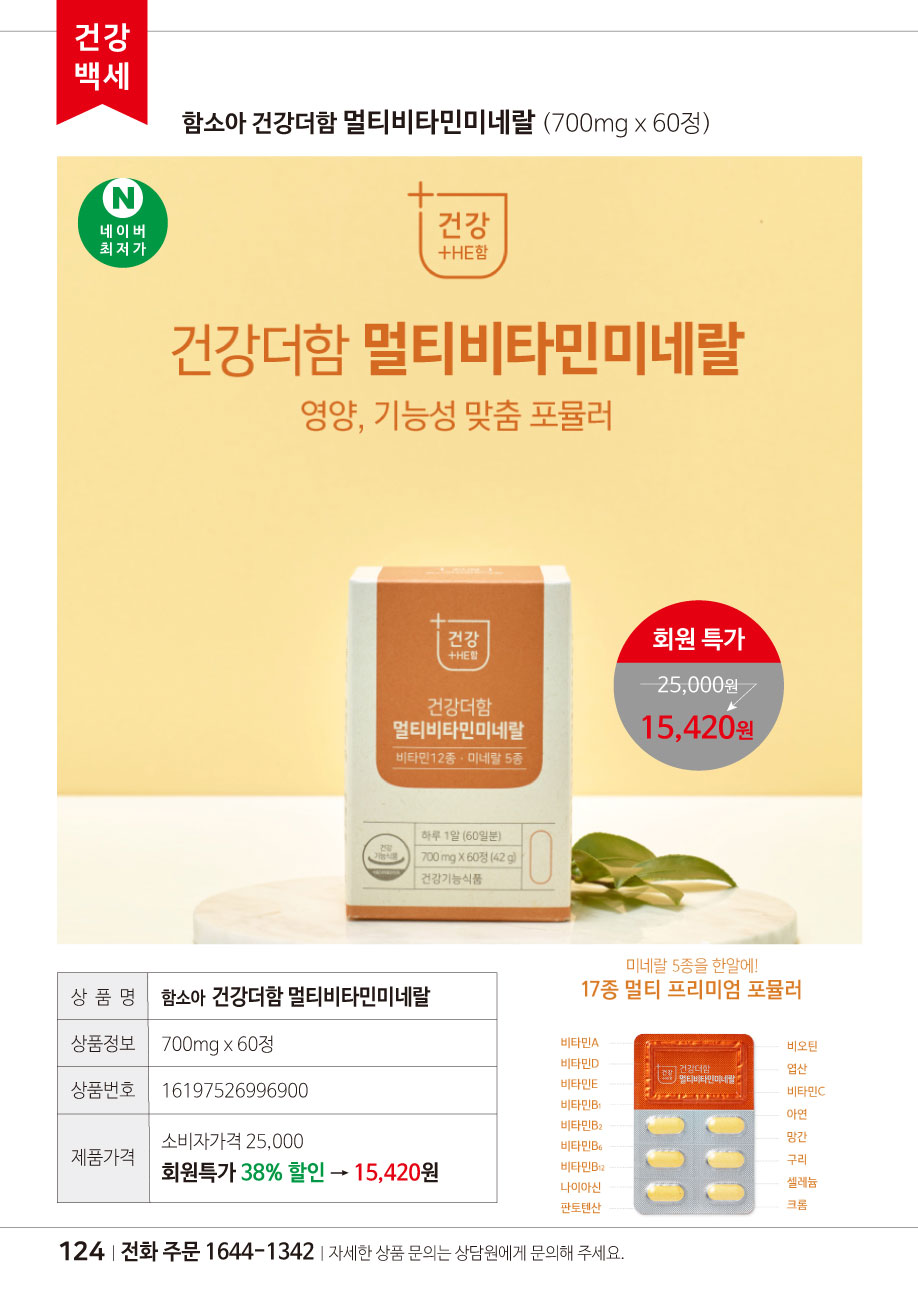 건강
백세
함소아 건강더함 멀티비타민미네랄 (700mg x 60정)
N
네이버
최저가
건강
+HE함
건강더함 멀티비타민미네랄
영양, 기능성 맞춤 포뮬러
건강
+HE함
건강더함
멀티비타민미네랄
비타민12종 · 미네랄 5종
하루 1알 (60일분)
700 mg X 60정 (42 g)
건강기능식품
건강
기능식품
회원 특가
25,000원
15,420원
상 품 명
함소아 건강더함 멀티비타민미네랄
상품정보
700mg x 60정
상품번호
16197526996900
제품가격
소비자가격 25,000
회원특가 38% 할인 → 15,420원
미네랄 5종을 한알에!
17종 멀티 프리미엄 포뮬러
비타민A
비타민D
비타민E
비타민B₁
비타민B₂
비타민B₆
비타민B₁₂
나이아신
판토텐산
건강
건강더함
멀티비타민미네랄
비오틴
엽산
비타민C
아연
망간
구리
셀레늄
크롬
124 | 전화 주문 1644-1342 | 자세한 상품 문의는 상담원에게 문의해 주세요.